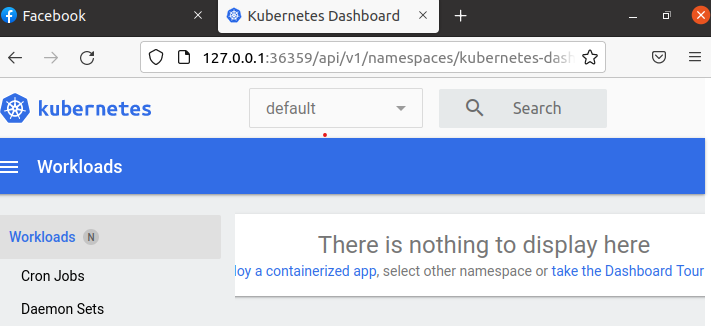 Facebook
Kubernetes Dashboard
127.0.0.1:36359/api/v1/namespaces/kubernetes-dash
kubernetes
default
Search
Workloads
Workloads N
There is nothing to display here
loy a containerized app, select other namespace or take the Dashboard Tour
Cron Jobs
Daemon Sets